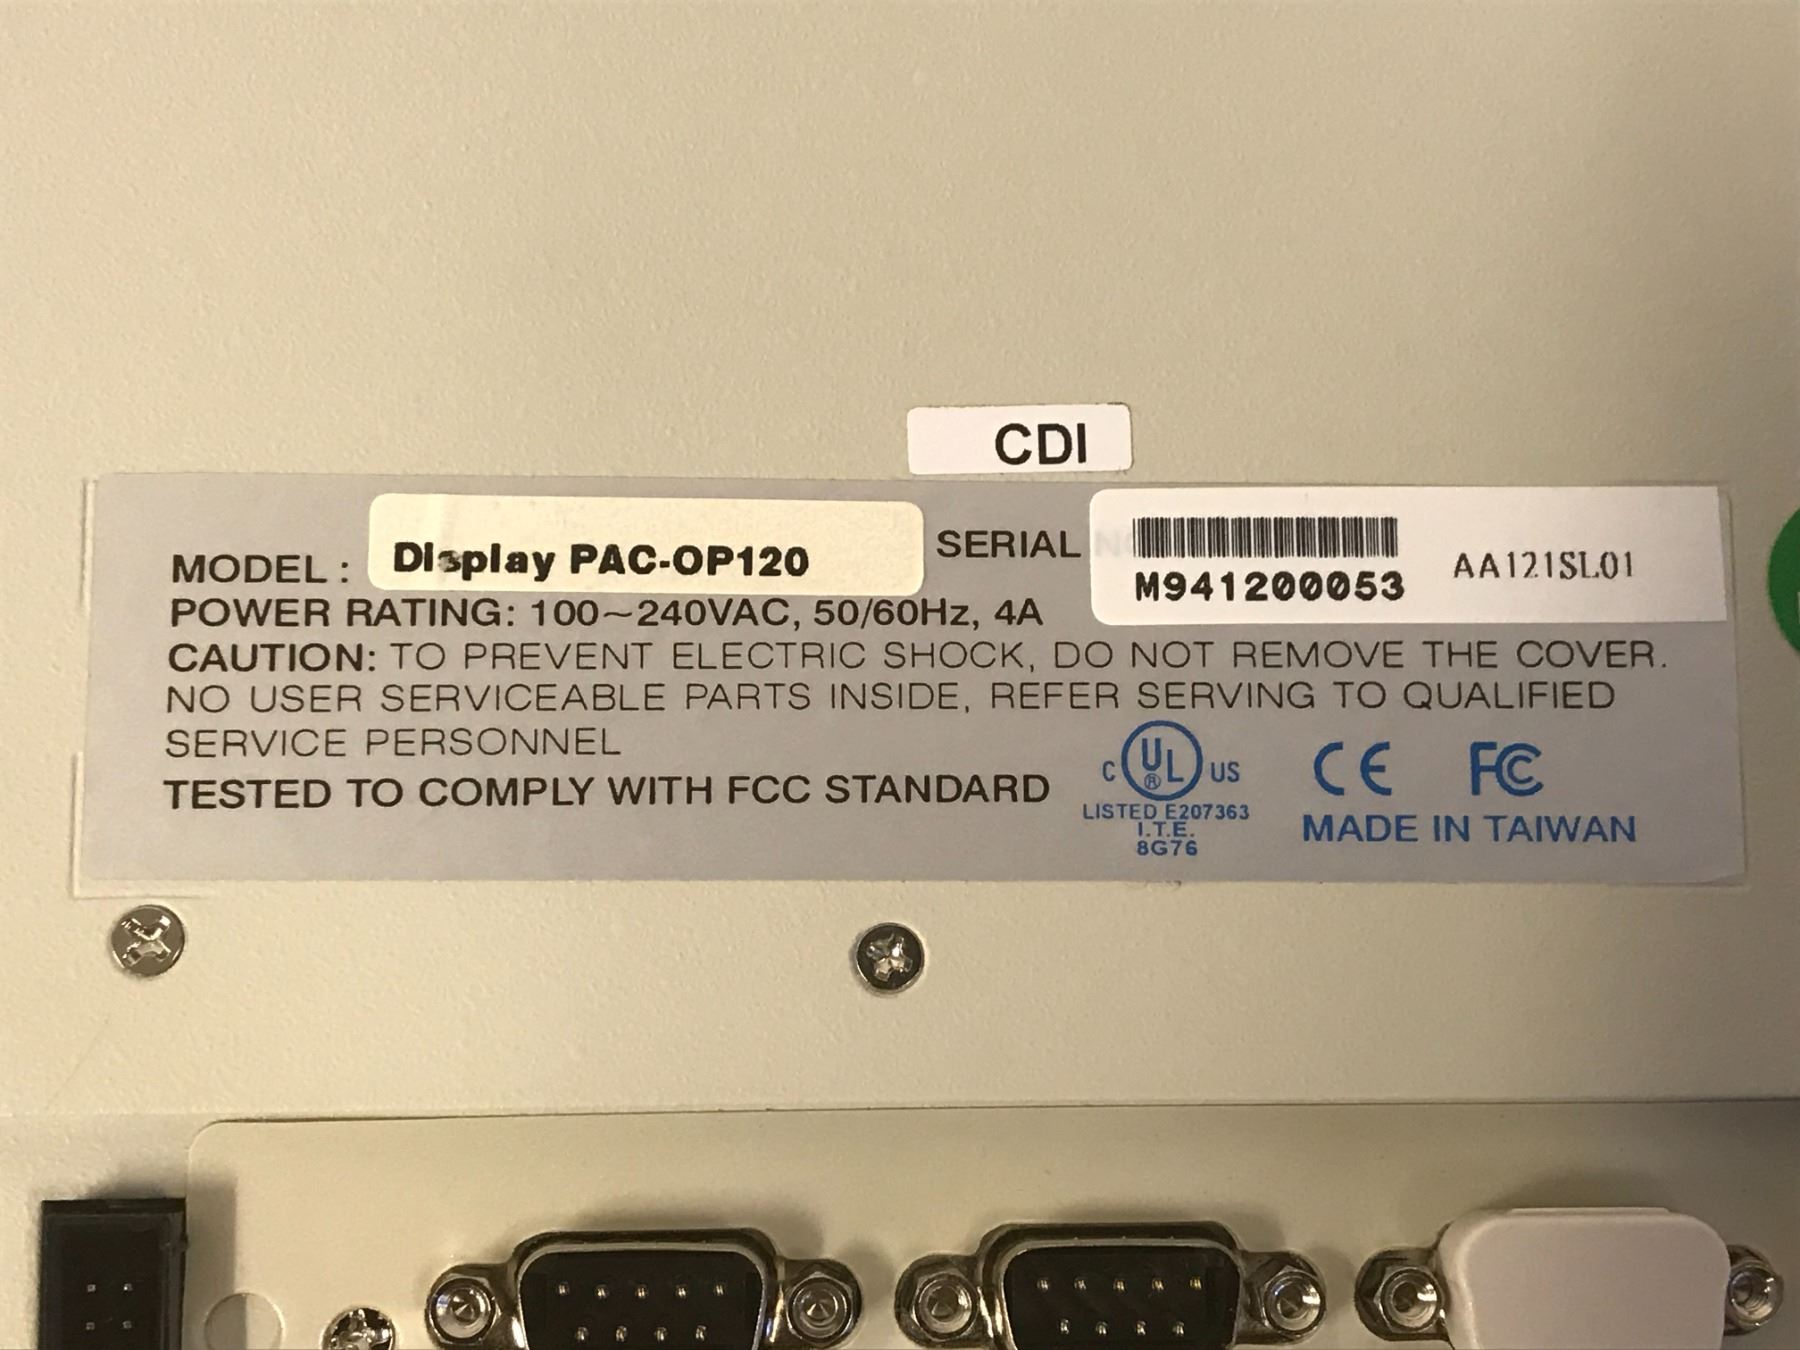 CDI
MODEL : Display PAC-OP120
SERIAL
M941200053
AA121SL01
POWER RATING: 100~240VAC, 50/60Hz, 4A
CAUTION: TO PREVENT ELECTRIC SHOCK, DO NOT REMOVE THE COVER.
NO USER SERVICEABLE PARTS INSIDE, REFER SERVING TO QUALIFIED
SERVICE PERSONNEL
TESTED TO COMPLY WITH FCC STANDARD
C UL ® US
LISTED E207363
I.T.E.
8G76
CE FC
MADE IN TAIWAN